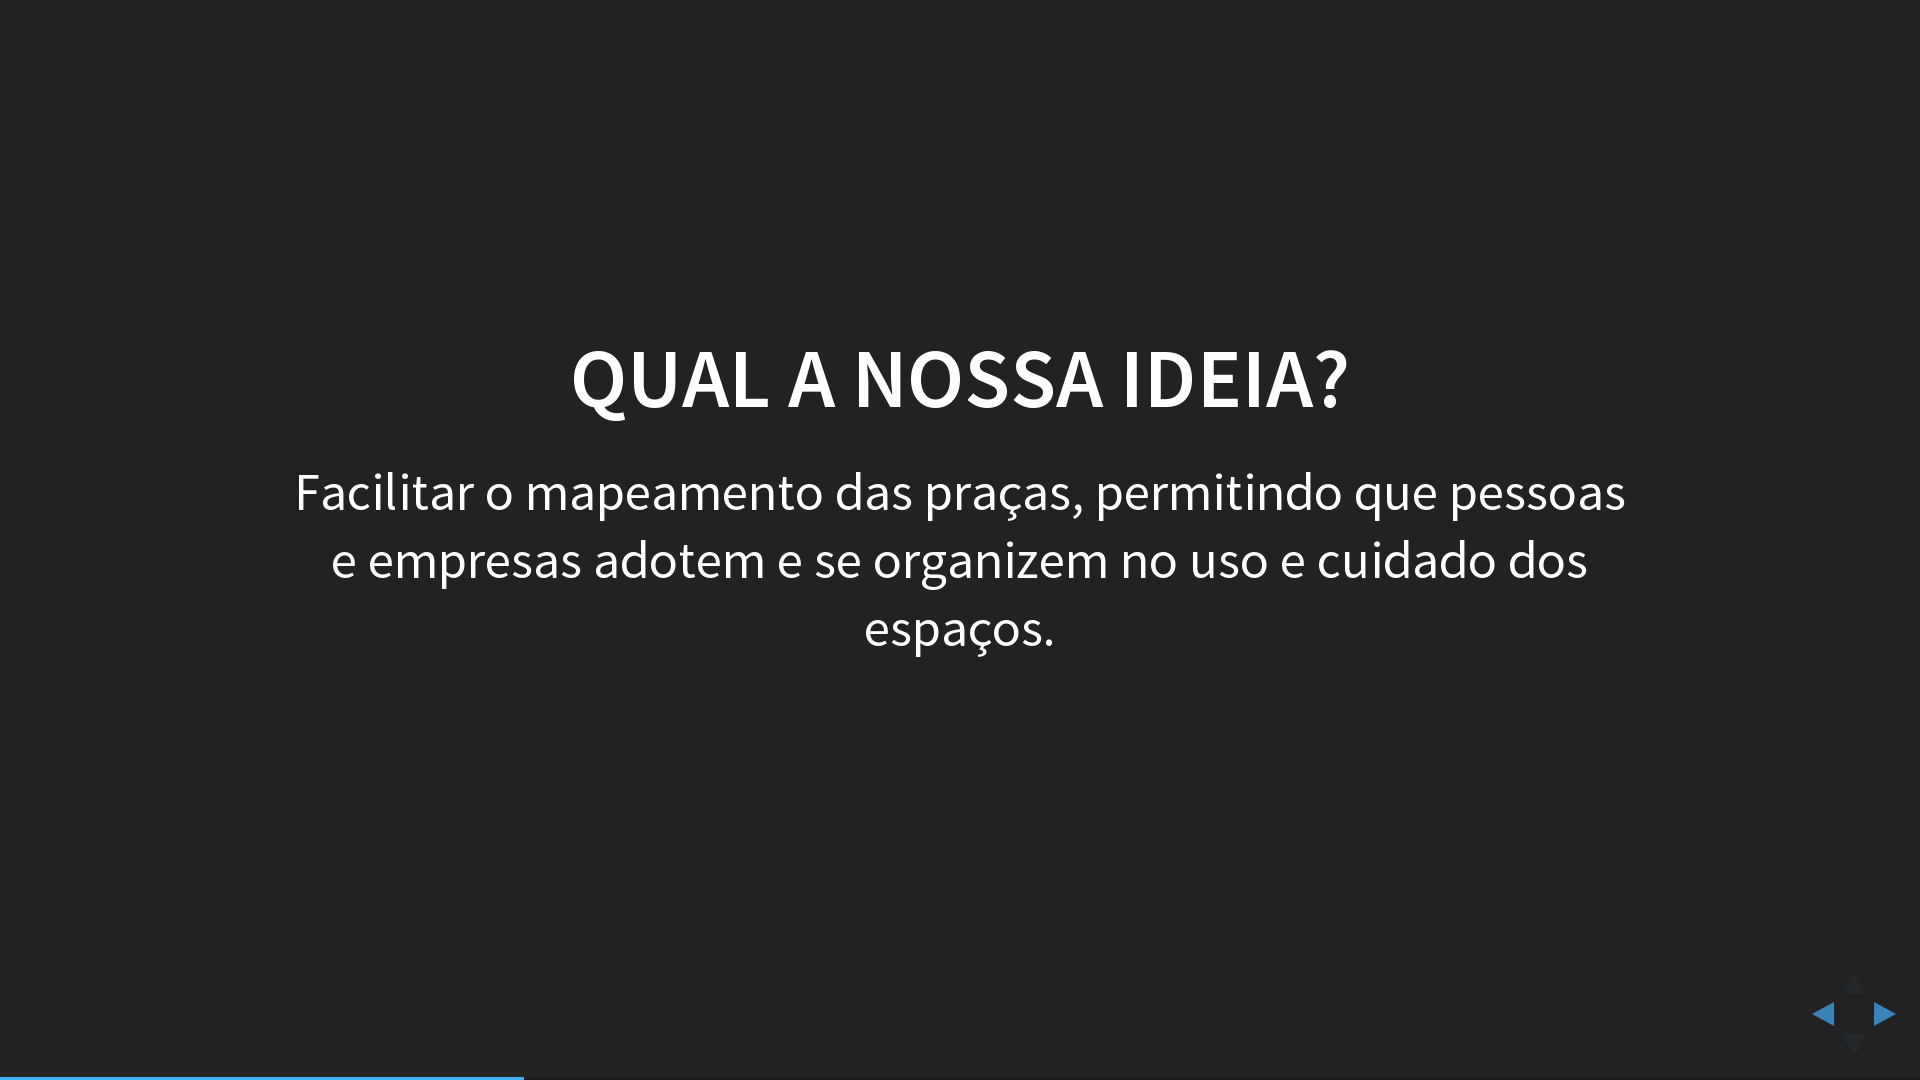 QUAL A NOSSA IDEIA?
Facilitar o mapeamento das praças, permitindo que pessoas
e empresas adotem e se organizem no uso e cuidado dos
espaços.